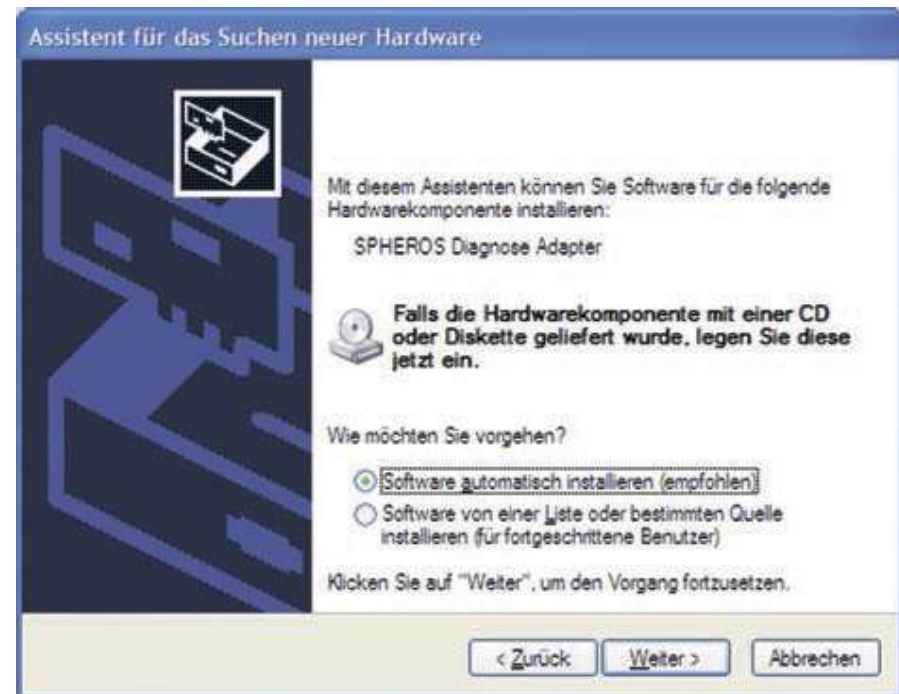 Assistent für das Suchen neuer Hardware
Mit diesem Assistenten können Sie Software für die folgende
Hardwarekomponente installieren:
SPHEROS Diagnose Adapter
Falls die Hardwarekomponente mit einer CD
oder Diskette geliefert wurde, legen Sie diese
jetzt ein.
Wie möchten Sie vorgehen?
Software automatisch installieren (empfohlen)
Software von einer Liste oder bestimmten Quelle
installieren (für fortgeschrittene Benutzer)
Klicken Sie auf "Weiter", um den Vorgang fortzusetzen.
< Zurück Weiter > Abbrechen